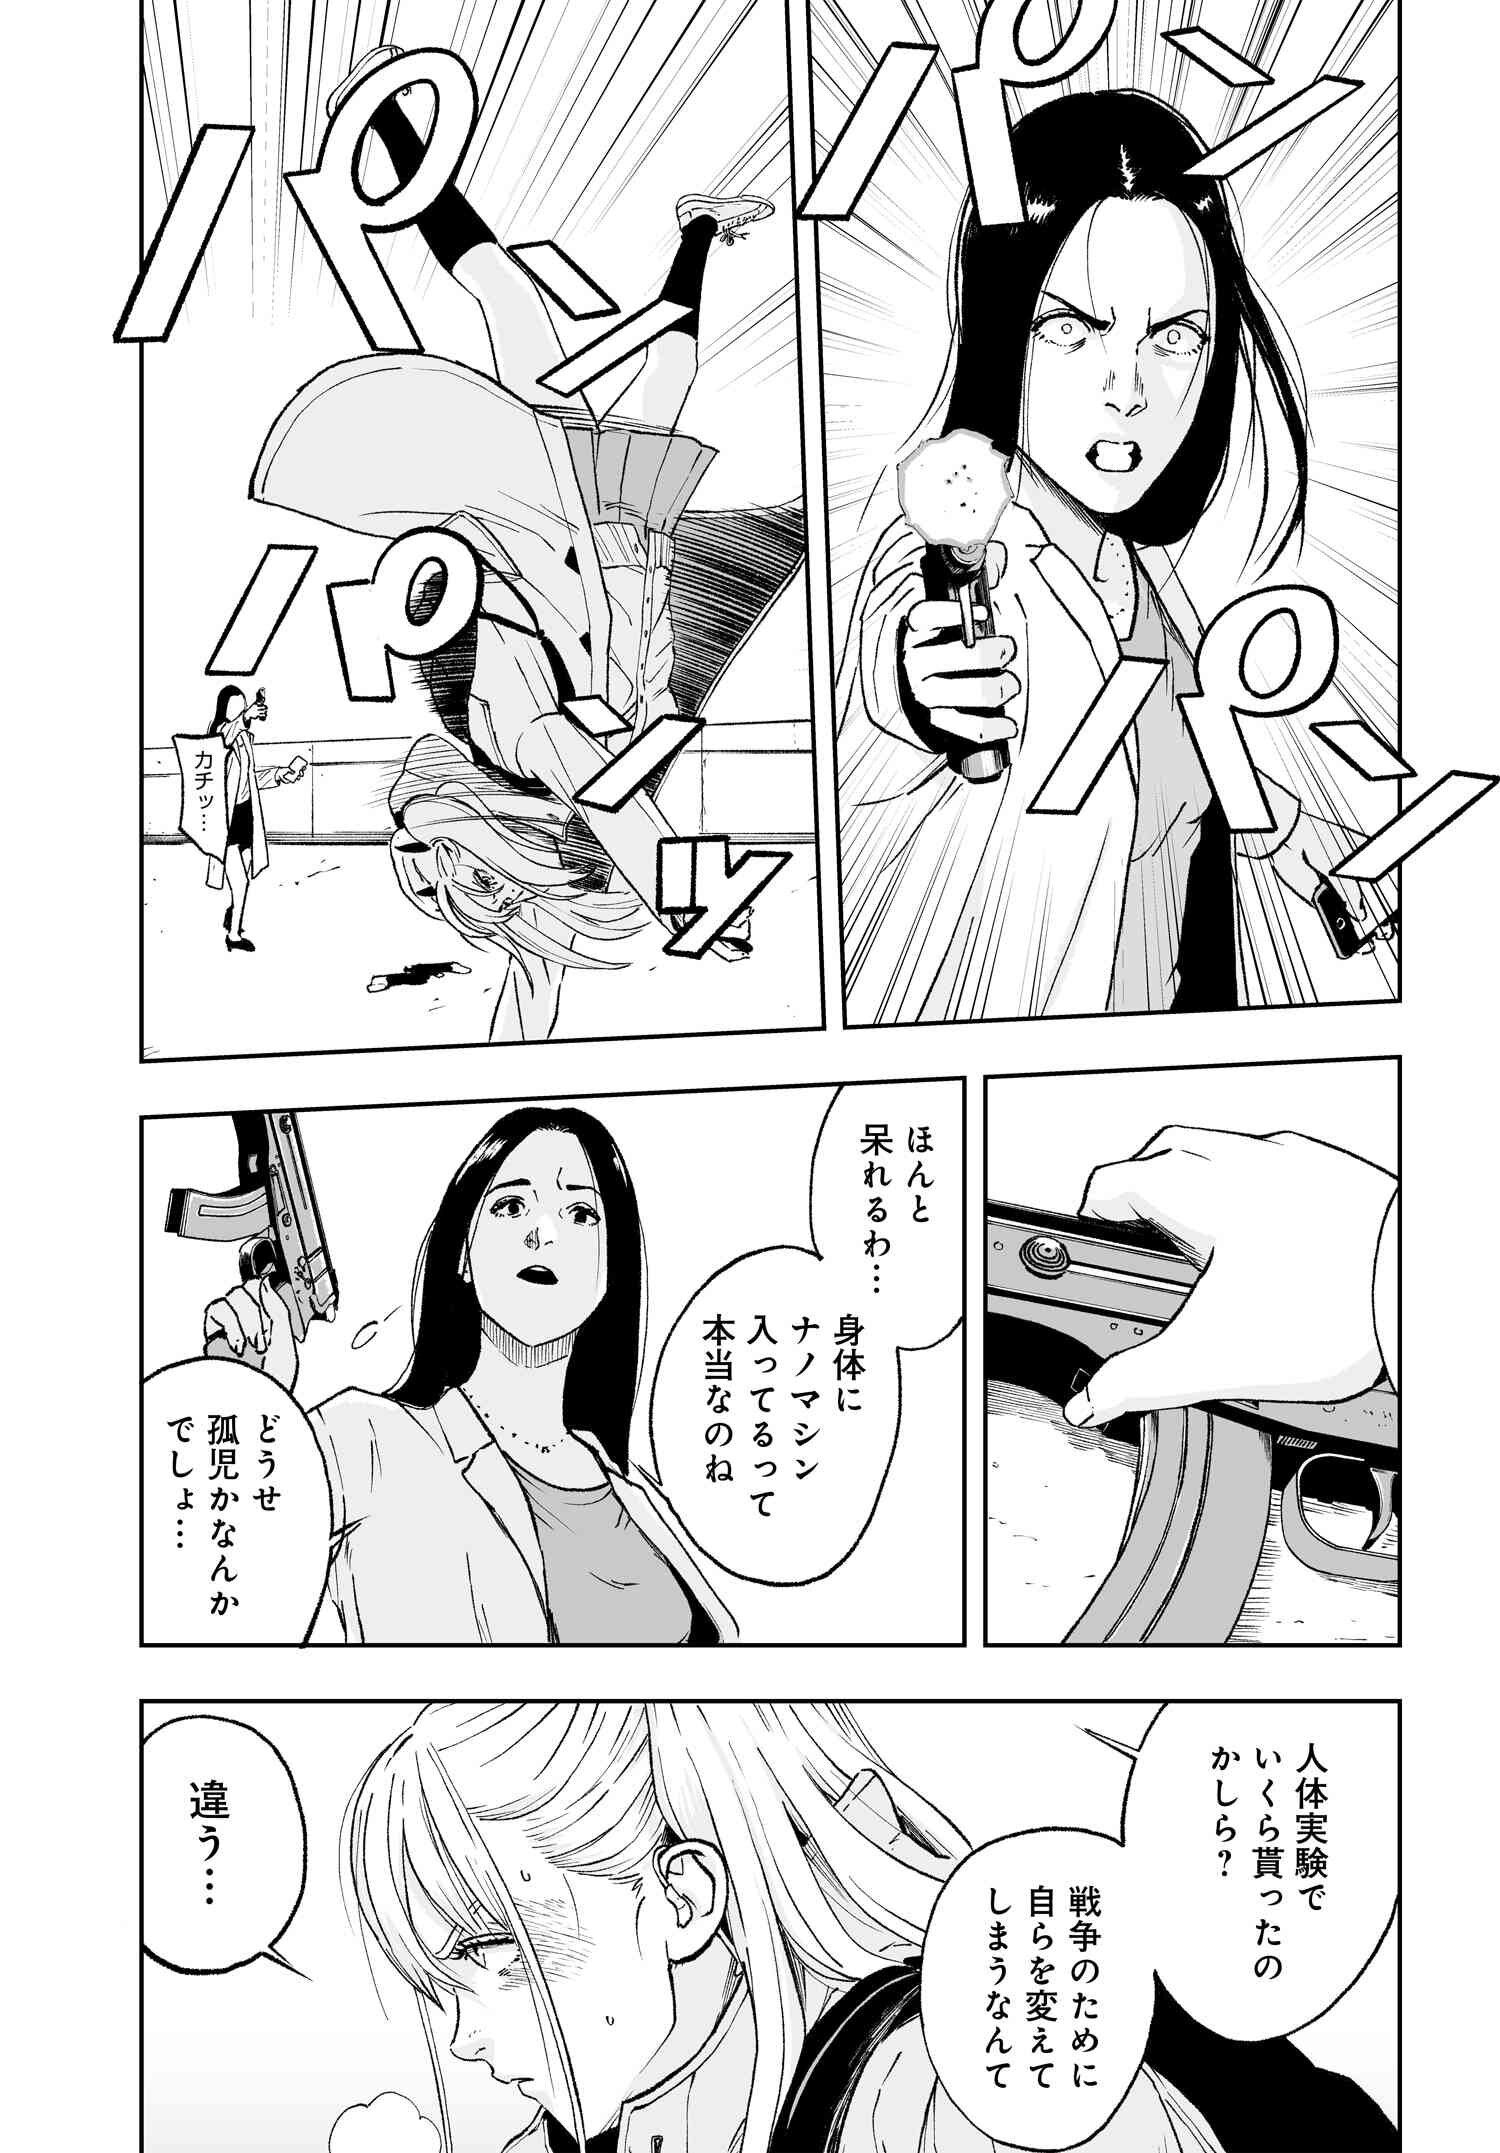 パン
パン
パン
パンッ
カチッ…
ほんと
呆れるわ…
身体に
ナノマシン
入ってるって
本当なのね
どうせ
孤児かなんか
でしょ…
人体実験で
いくら貰ったの
かしら?
戦争のために
自らを変えて
しまうなんて
違う…